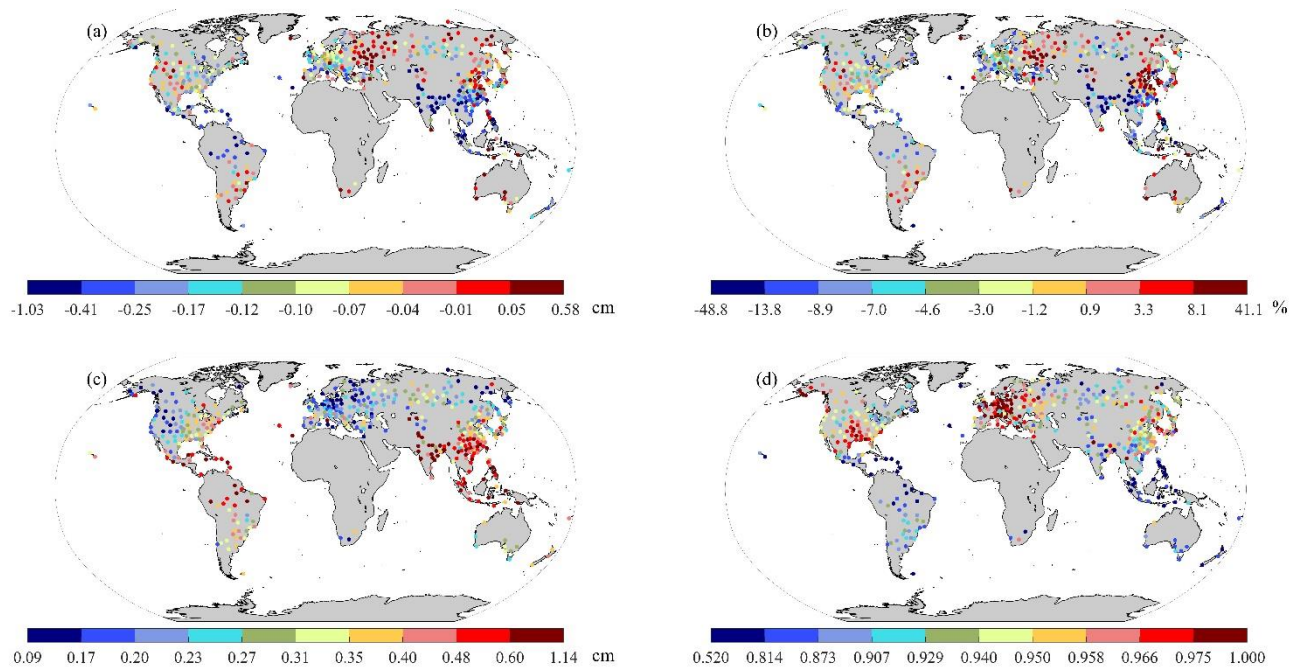 (a) (b)
-1.03 -0.41 -0.25 -0.17 -0.12 -0.10 -0.07 -0.04 -0.01 0.05 0.58 cm
-48.8 -13.8 -8.9 -7.0 -4.6 -3.0 -1.2 0.9 3.3 8.1 41.1 %
(c) (d)
0.09 0.17 0.20 0.23 0.27 0.31 0.35 0.40 0.48 0.60 1.14 cm
0.520 0.814 0.873 0.907 0.929 0.940 0.950 0.958 0.966 0.975 1.000